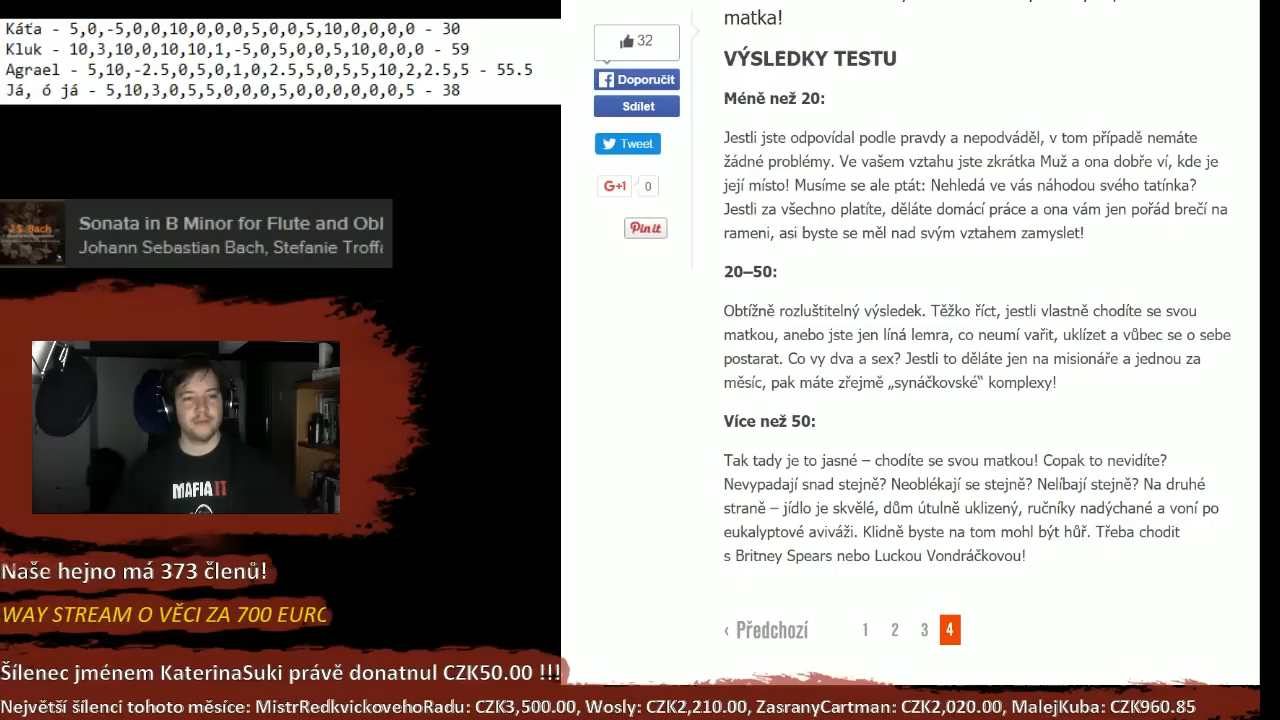 Káťa - 5,0,-5,0,0,10,0,0,0,5,0,0,5,10,0,0,0,0 - 30
Kluk - 10,3,10,0,10,10,1,-5,0,5,0,0,5,10,0,0,0 - 59
Agrael - 5,10,-2.5,0,5,0,1,0,2.5,5,0,5,5,10,2,2.5,5 - 55.5
Já, ó já - 5,10,3,0,5,5,0,0,0,5,0,0,0,0,0,0,5 - 38
Sonata in B Minor for Flute and Obl
Johann Sebastian Bach, Stefanie Troffa
J.S. Bach
MAFIA II
Naše hejno má 373 členů!
WAY STREAM O VĚCI ZA 700 EURO
Šílenec jménem KaterinaSuki právě donatnul CZK50.00 !!!
Největší šílenci tohoto měsíce: MistrRedkvickovehoRadu: CZK3,500.00, Wosly: CZK2,210.00, ZasranyCartman: CZK2,020.00, MalejKuba: CZK960.85
32
Doporučit
Sdílet
Tweet
G+1 0
Pin it
matka!
VÝSLEDKY TESTU
Méně než 20:
Jestli jste odpovídal podle pravdy a nepodváděl, v tom případě nemáte
žádné problémy. Ve vašem vztahu jste zkrátka Muž a ona dobře ví, kde je
její místo! Musíme se ale ptát: Nehledá ve vás náhodou svého tatínka?
Jestli za všechno platíte, děláte domácí práce a ona vám jen pořád brečí na
rameni, asi byste se měl nad svým vztahem zamyslet!
20–50:
Obtížně rozluštitelný výsledek. Těžko říct, jestli vlastně chodíte se svou
matkou, anebo jste jen líná lemra, co neumí vařit, uklízet a vůbec se o sebe
postarat. Co vy dva a sex? Jestli to děláte jen na misionáře a jednou za
měsíc, pak máte zřejmě „synáčkovské“ komplexy!
Více než 50:
Tak tady je to jasné – chodíte se svou matkou! Copak to nevidíte?
Nevypadají snad stejně? Neoblékají se stejně? Nelíbají stejně? Na druhé
straně – jídlo je skvělé, dům útulně uklizený, ručníky nadýchané a voní po
eukalyptové aviváži. Klidně byste na tom mohl být hůř. Třeba chodit
s Britney Spears nebo Luckou Vondráčkovou!
‹ Předchozí 1 2 3 4